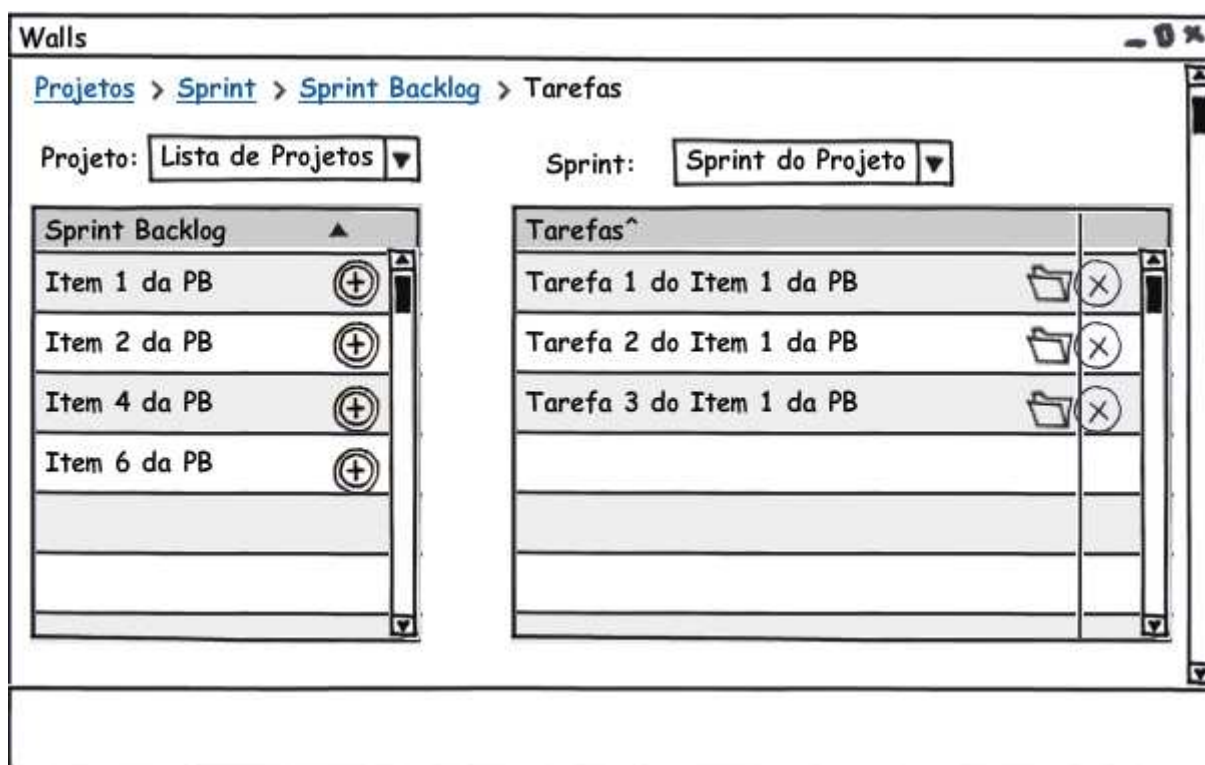 Walls
Projetos > Sprint > Sprint Backlog > Tarefas
Projeto: Lista de Projetos
Sprint: Sprint do Projeto
Sprint Backlog
Item 1 da PB
Item 2 da PB
Item 4 da PB
Item 6 da PB
Tarefas^
Tarefa 1 do Item 1 da PB
Tarefa 2 do Item 1 da PB
Tarefa 3 do Item 1 da PB